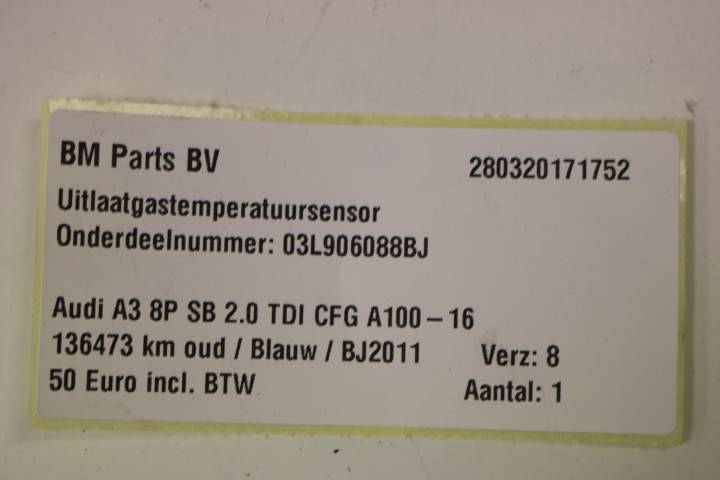 BM Parts BV
280320171752
Uitlaatgastemperatuursensor
Onderdeelnummer: 03L906088BJ
Audi A3 8P SB 2.0 TDI CFG A100 – 16
136473 km oud / Blauw / BJ2011
Verz: 8
50 Euro incl. BTW
Aantal: 1